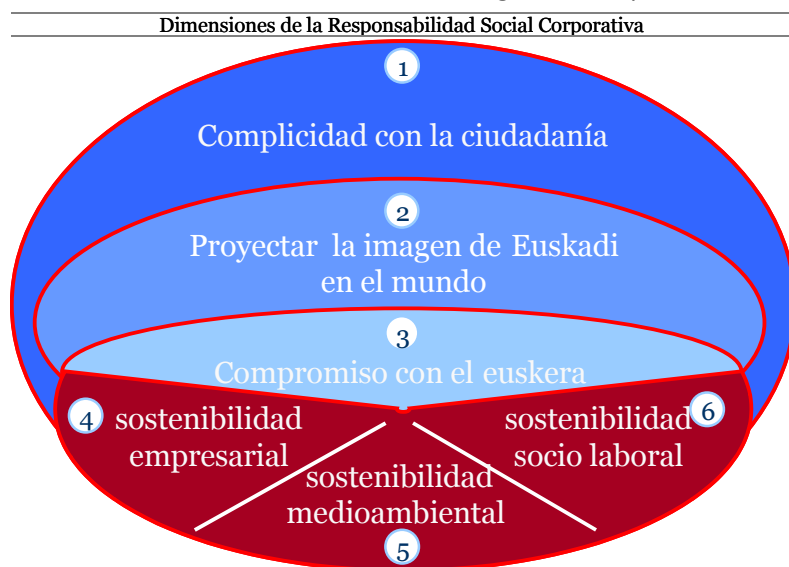 Dimensiones de la Responsabilidad Social Corporativa
1
Complicidad con la ciudadanía
2
Proyectar la imagen de Euskadi
en el mundo
3
Compromiso con el euskera
4
sostenibilidad
empresarial
sostenibilidad
medioambiental
5
sostenibilidad
socio laboral
6